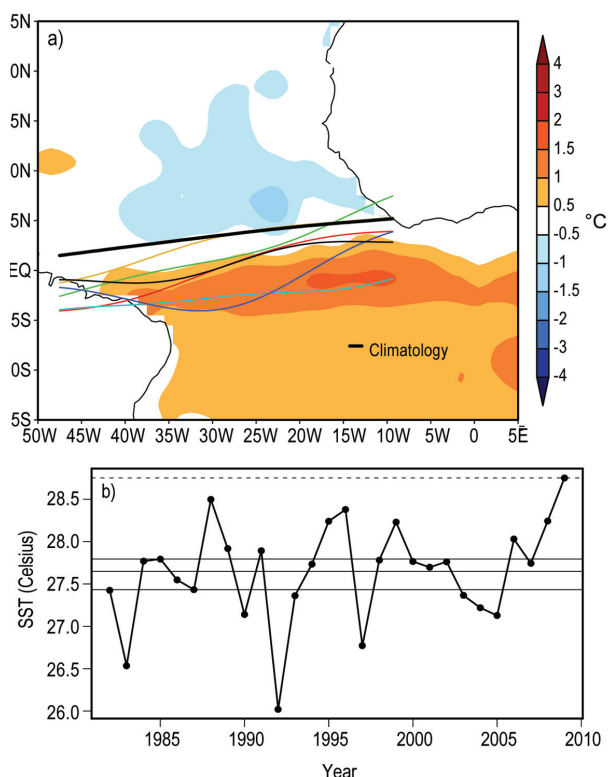 a)
5N
0N
5N
0N
5N
EQ
5S
0S
5S
50W 45W 40W 35W 30W 25W 20W 15W 10W 5W 0 5E
Climatology
4
3
2
1.5
1
0.5
-0.5
-1
-1.5
-2
-3
-4
°C
b)
28.5
28.0
27.5
27.0
26.5
26.0
SST (Celsius)
1985 1990 1995 2000 2005 2010
Year